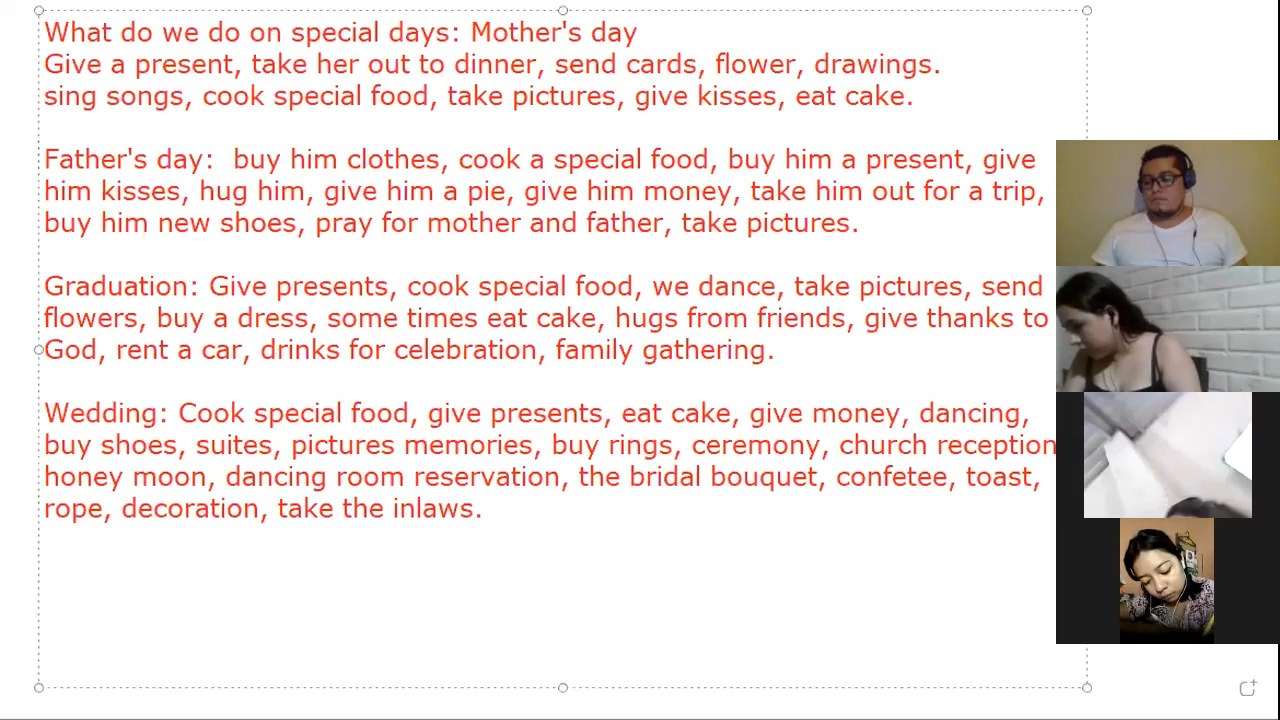 What do we do on special days: Mother's day
Give a present, take her out to dinner, send cards, flower, drawings.
sing songs, cook special food, take pictures, give kisses, eat cake.
Father's day:  buy him clothes, cook a special food, buy him a present, give
him kisses, hug him, give him a pie, give him money, take him out for a trip,
buy him new shoes, pray for mother and father, take pictures.
Graduation: Give presents, cook special food, we dance, take pictures, send
flowers, buy a dress, some times eat cake, hugs from friends, give thanks to
God, rent a car, drinks for celebration, family gathering.
Wedding: Cook special food, give presents, eat cake, give money, dancing,
buy shoes, suites, pictures memories, buy rings, ceremony, church reception
honey moon, dancing room reservation, the bridal bouquet, confetee, toast,
rope, decoration, take the inlaws.